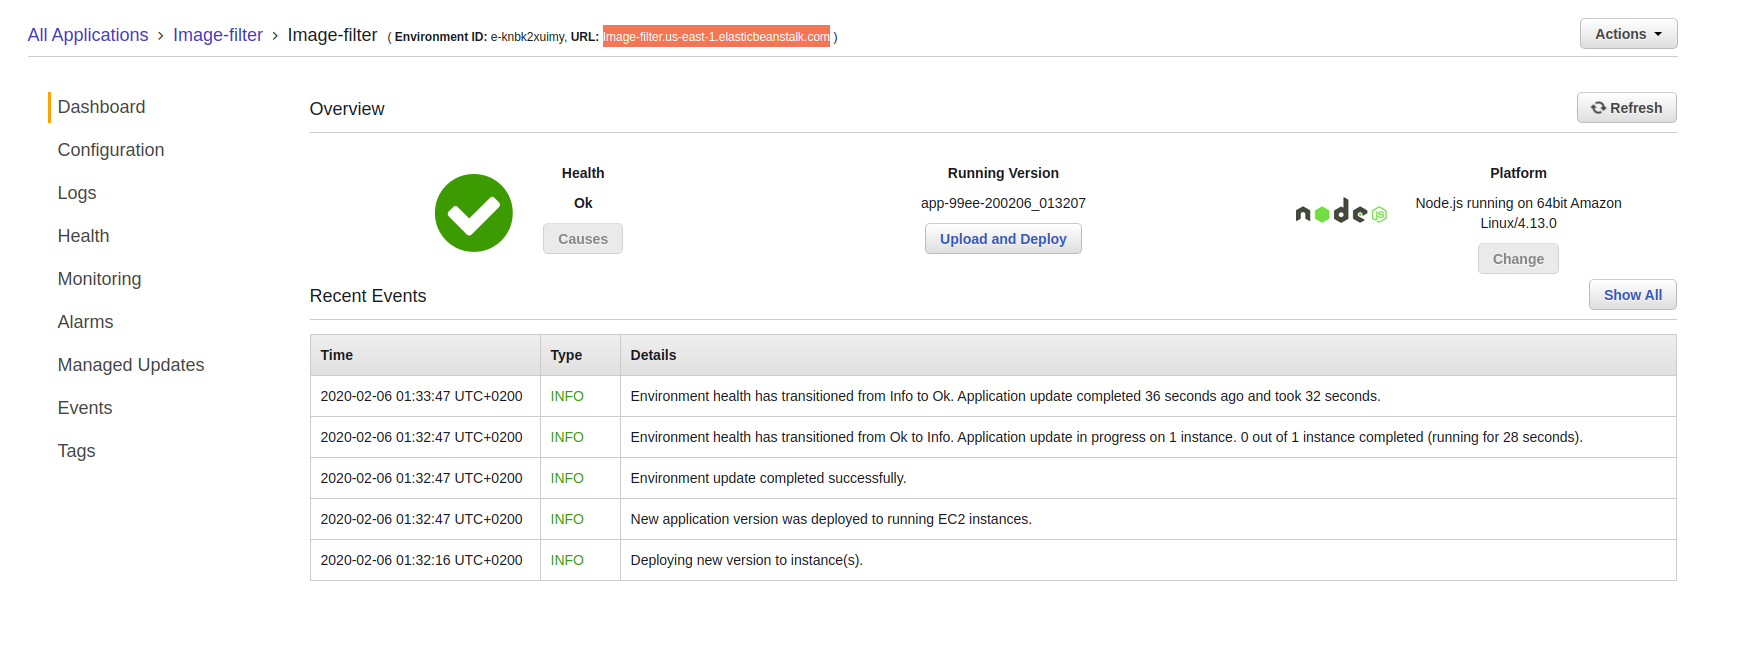 All Applications > Image-filter > Image-filter ( Environment ID: e-knbk2xuimy, URL: Image-filter.us-east-1.elasticbeanstalk.com )
Actions
Dashboard
Configuration
Logs
Health
Monitoring
Alarms
Managed Updates
Events
Tags
Overview
Refresh
Health
Ok
Causes
Running Version
app-99ee-200206_013207
Upload and Deploy
node JS
Platform
Node.js running on 64bit Amazon
Linux/4.13.0
Change
Recent Events
Show All
Time Type Details
2020-02-06 01:33:47 UTC+0200 INFO Environment health has transitioned from Info to Ok. Application update completed 36 seconds ago and took 32 seconds.
2020-02-06 01:32:47 UTC+0200 INFO Environment health has transitioned from Ok to Info. Application update in progress on 1 instance. 0 out of 1 instance completed (running for 28 seconds).
2020-02-06 01:32:47 UTC+0200 INFO Environment update completed successfully.
2020-02-06 01:32:47 UTC+0200 INFO New application version was deployed to running EC2 instances.
2020-02-06 01:32:16 UTC+0200 INFO Deploying new version to instance(s).